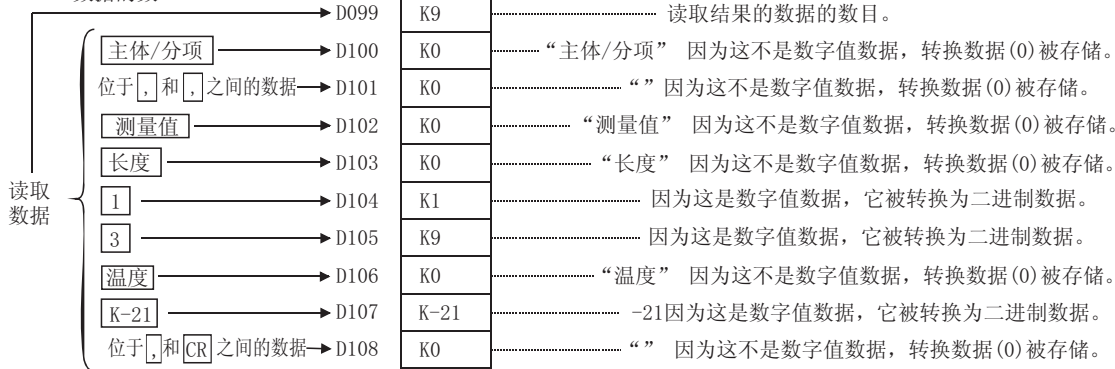 D099 K9 读取结果的数据的数目。
主体/分项 D100 K0 “主体/分项” 因为这不是数字值数据，转换数据(0)被存储。
位于 , 和 , 之间的数据 D101 K0 “” 因为这不是数字值数据，转换数据(0)被存储。
测量值 D102 K0 “测量值” 因为这不是数字值数据，转换数据(0)被存储。
长度 D103 K0 “长度” 因为这不是数字值数据，转换数据(0)被存储。
读取
数据
1 D104 K1 因为这是数字值数据，它被转换为二进制数据。
3 D105 K9 因为这是数字值数据，它被转换为二进制数据。
温度 D106 K0 “温度” 因为这不是数字值数据，转换数据(0)被存储。
K-21 D107 K-21 -21因为这是数字值数据，它被转换为二进制数据。
位于 , 和 CR 之间的数据 D108 K0 “” 因为这不是数字值数据，转换数据(0)被存储。